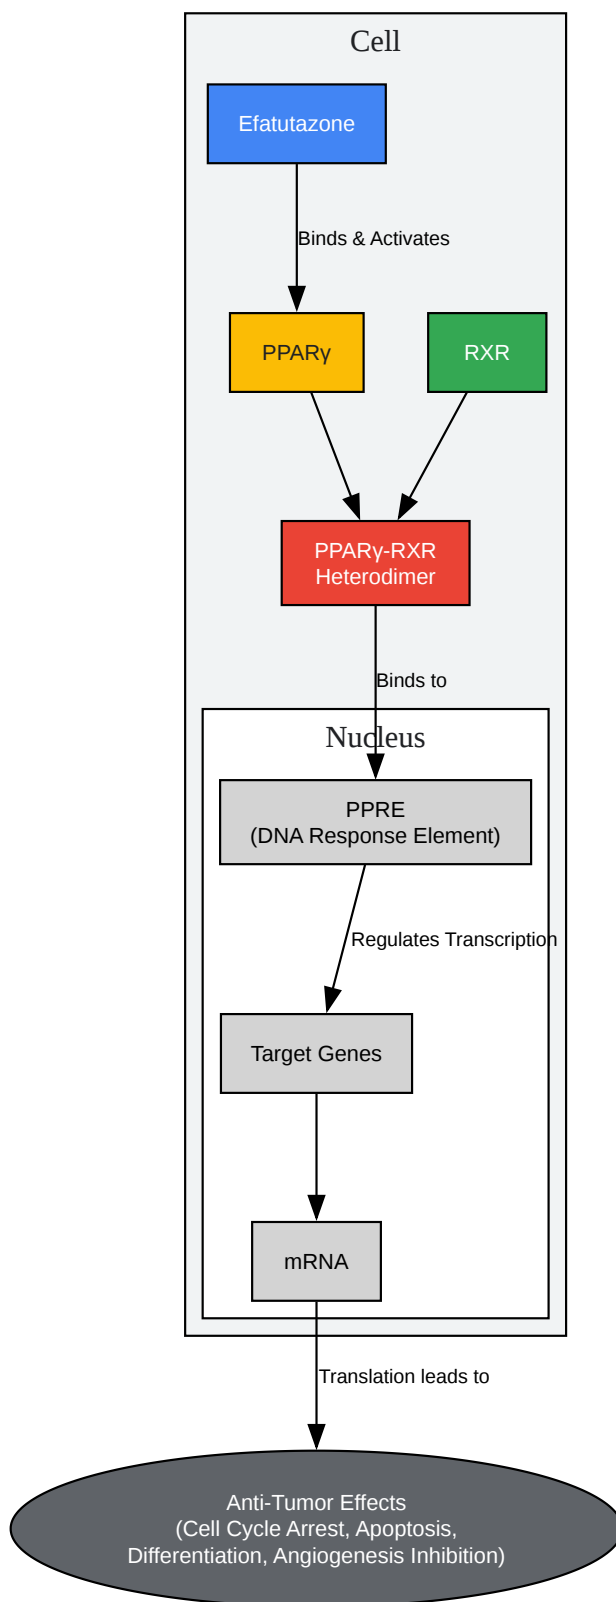 Cell
Efatutazone
Binds & Activates
PPARγ
RXR
PPARγ-RXR
Heterodimer
Binds to
Nucleus
PPRE
(DNA Response Element)
Regulates Transcription
Target Genes
mRNA
Translation leads to
Anti-Tumor Effects
(Cell Cycle Arrest, Apoptosis,
Differentiation, Angiogenesis Inhibition)